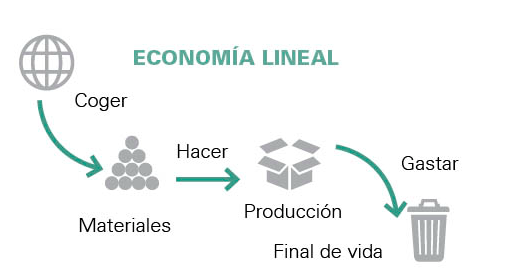 ECONOMÍA LINEAL
Coger
Materiales
Hacer
Producción
Gastar
Final de vida